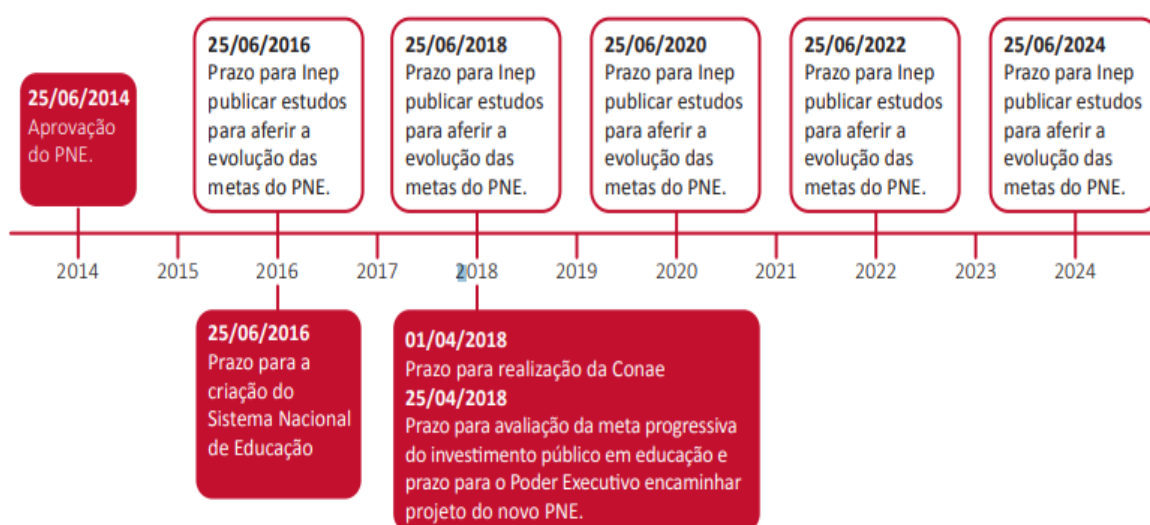 25/06/2014
Aprovação
do PNE.
25/06/2016
Prazo para Inep
publicar estudos
para aferir a
evolução das
metas do PNE.
25/06/2018
Prazo para Inep
publicar estudos
para aferir a
evolução das
metas do PNE.
25/06/2020
Prazo para Inep
publicar estudos
para aferir a
evolução das
metas do PNE.
25/06/2022
Prazo para Inep
publicar estudos
para aferir a
evolução das
metas do PNE.
25/06/2024
Prazo para Inep
publicar estudos
para aferir a
evolução das
metas do PNE.
2014 2015 2016 2017 2018 2019 2020 2021 2022 2023 2024
25/06/2016
Prazo para a
criação do
Sistema Nacional
de Educação
01/04/2018
Prazo para realização da Conae
25/04/2018
Prazo para avaliação da meta progressiva
do investimento público em educação e
prazo para o Poder Executivo encaminhar
projeto do novo PNE.